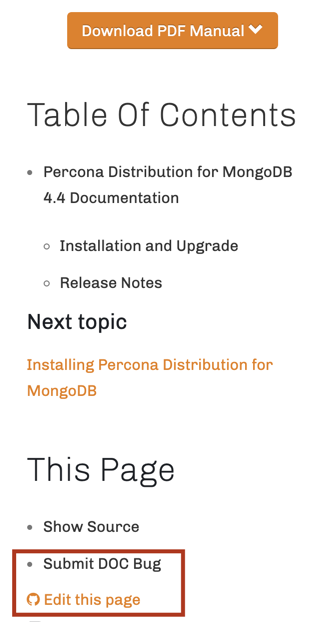 Download PDF Manual
Table Of Contents
Percona Distribution for MongoDB
4.4 Documentation
Installation and Upgrade
Release Notes
Next topic
Installing Percona Distribution for
MongoDB
This Page
Show Source
Submit DOC Bug
Edit this page